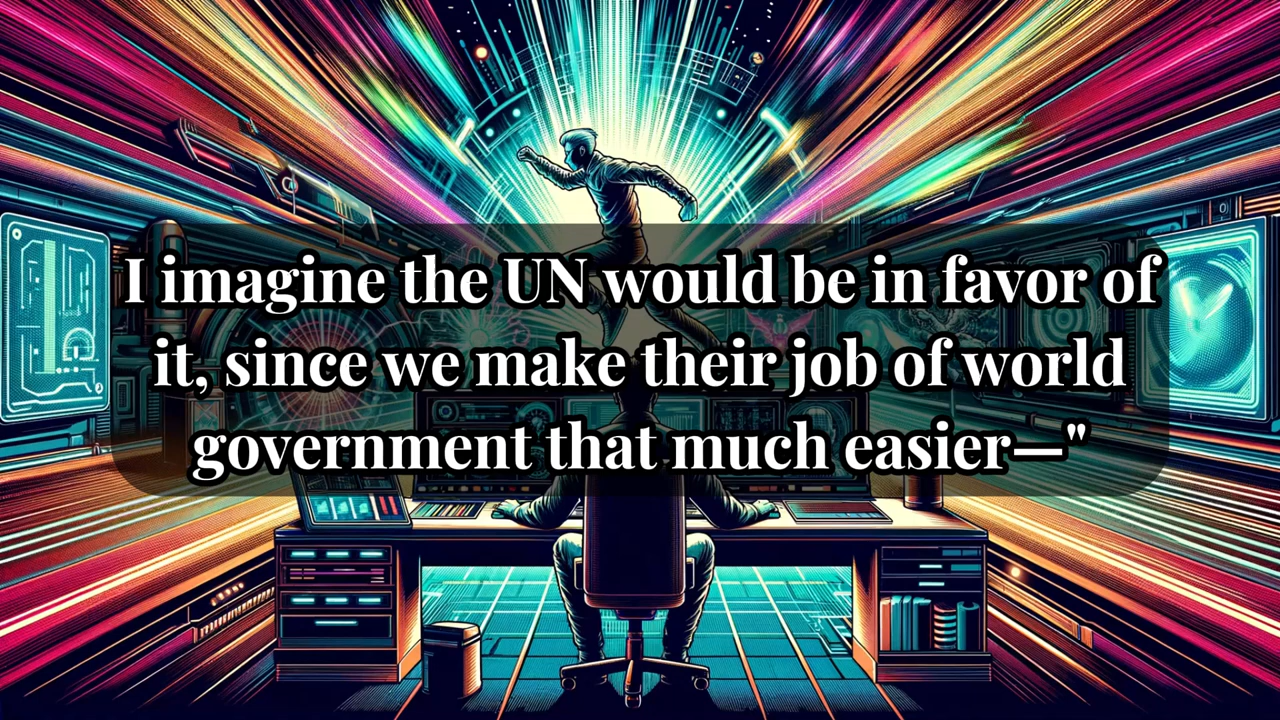 I imagine the UN would be in favor of
it, since we make their job of world
government that much easier—"